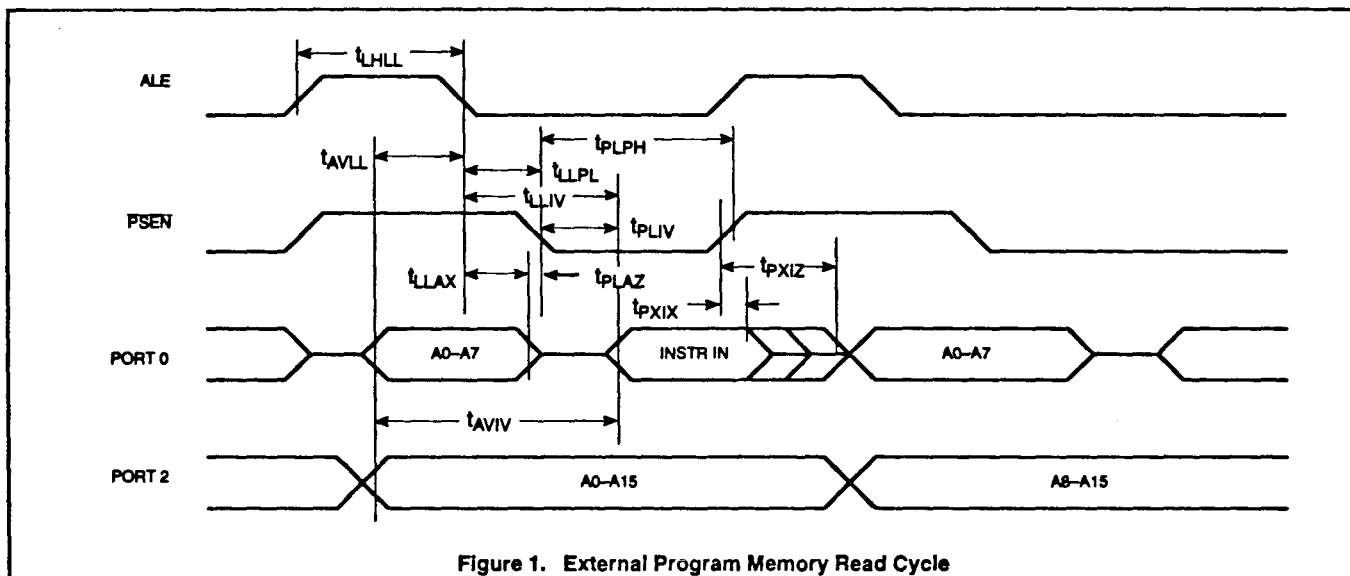 tLHLL
ALE
tPLPH
tAVLL
tLLPL
tLLIV
PSEN
tPLIV
tLLAX
tPLAZ
tPXIZ
tPXIX
PORT 0
A0–A7
INSTR IN
A0–A7
tAVIV
PORT 2
A0–A15
A8–A15
Figure 1. External Program Memory Read Cycle